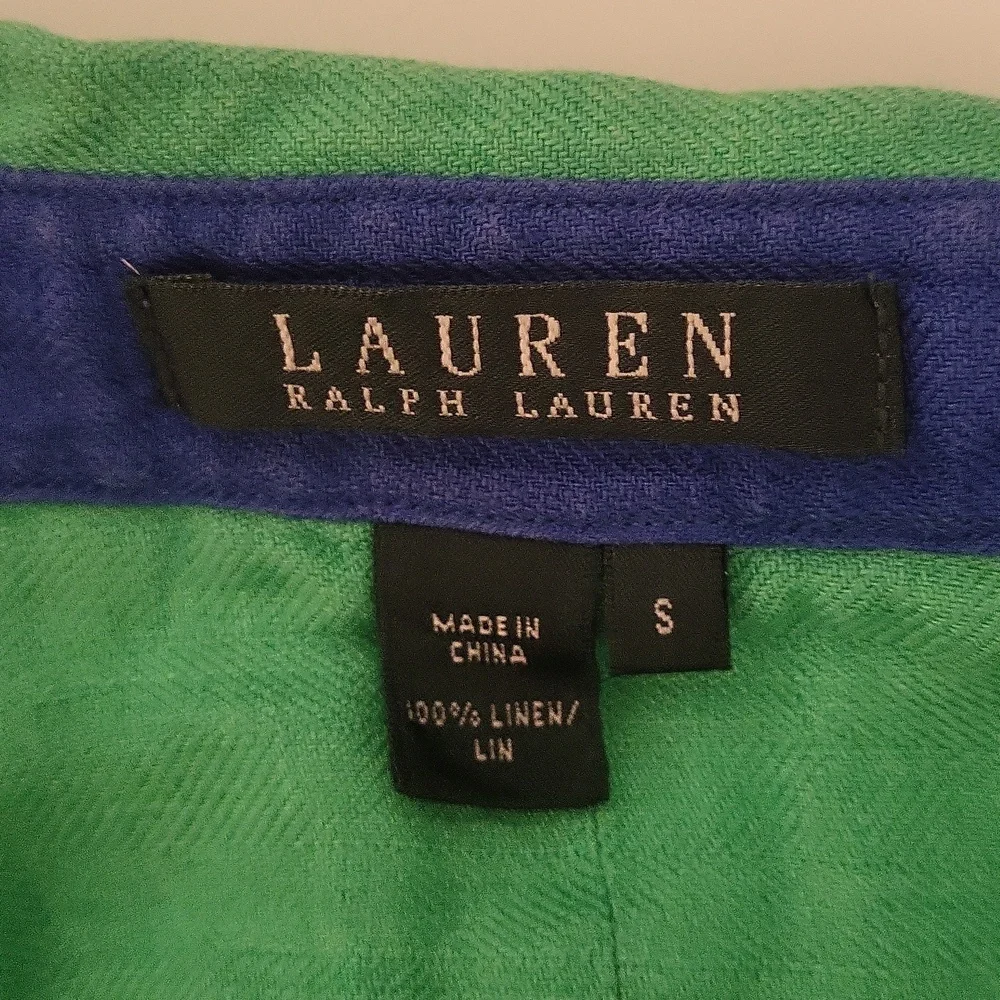 LAUREN
RALPH LAUREN
MADE IN
CHINA
100% LINEN/
LIN
S